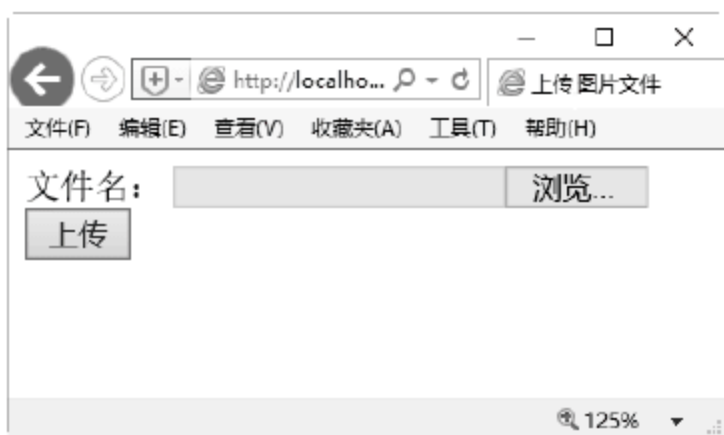 http://localho... 上传图片文件
文件(F) 编辑(E) 查看(V) 收藏夹(A) 工具(T) 帮助(H)
文件名： 浏览...
上传
125%